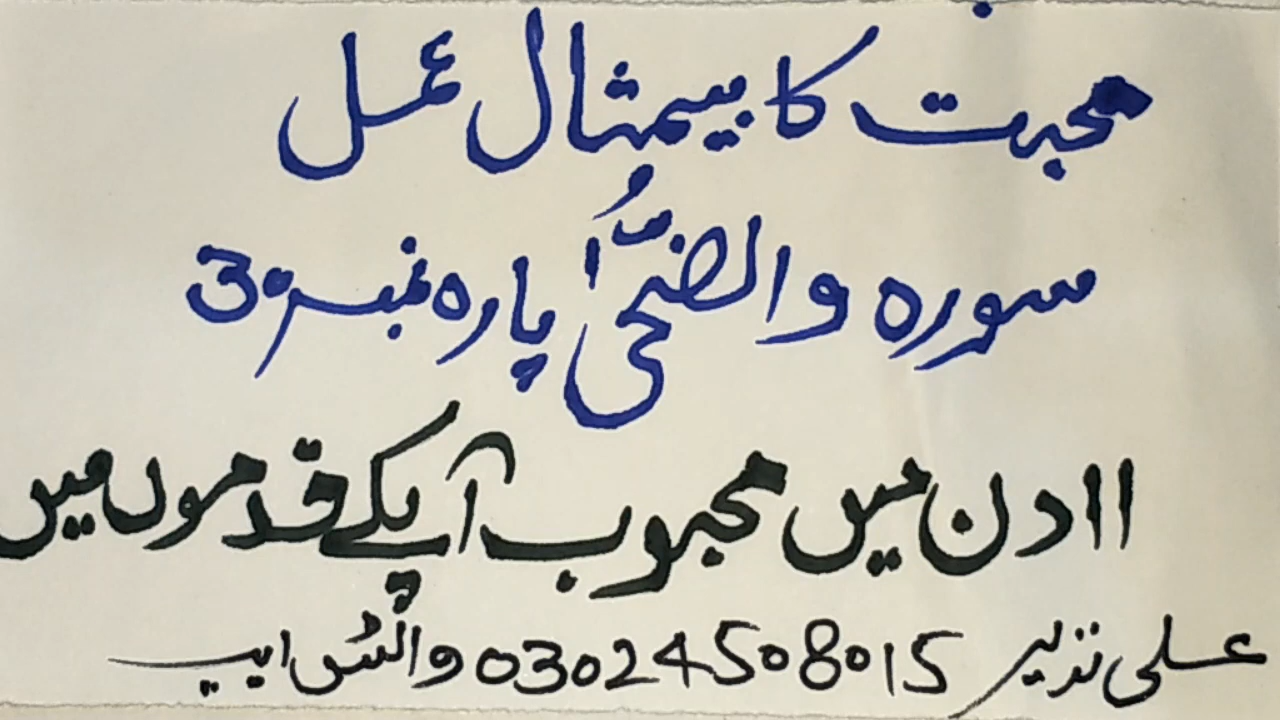 محبت کا بیمثال عمل
سورہ والضحیٰ پارہ نمبر 30
11 دن میں محبوب آپکے قدموں میں
علی نذیر 03024508015 واٹس ایپ